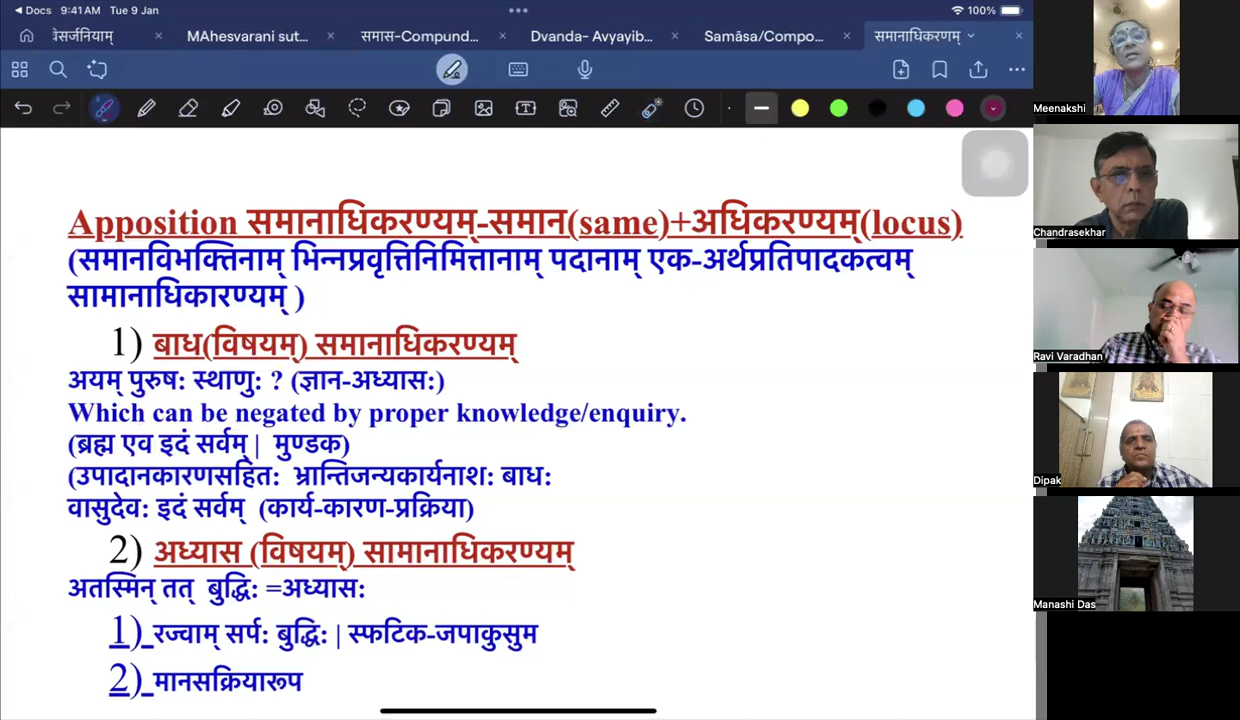 Docs 9:41 AM Tue 9 Jan 100%
MAhesvarani sut... समास-Compund... Dvanda- Avyayib... Samāsa/Compo... समानाधिकरणम्
Apposition समानाधिकरण्यम्-समान(same)+अधिकरण्यम्(locus)
(समानविभक्तिनाम् भिन्नप्रवृत्तिनिमित्तानाम् पदानाम् एक-अर्थप्रतिपादकत्वम्
सामानाधिकारण्यम् )
1) बाध(विषयम्) समानाधिकरण्यम्
अयम् पुरुष: स्थाणु: ? (ज्ञान-अध्यास:)
Which can be negated by proper knowledge/enquiry.
(ब्रह्म एव इदं सर्वम् | मुण्डक)
(उपादानकारणसहित: भ्रान्तिजन्यकार्यनाश: बाध:
वासुदेव: इदं सर्वम् (कार्य-कारण-प्रक्रिया)
2) अध्यास (विषयम्) सामानाधिकरण्यम्
अतस्मिन् तत् बुद्धि: =अध्यास:
1) रज्वाम् सर्प: बुद्धि: | स्फटिक-जपाकुसुम
2) मानसक्रियारूप
Meenakshi
Chandrasekhar
Ravi Varadhan
Dipak
Manashi Das